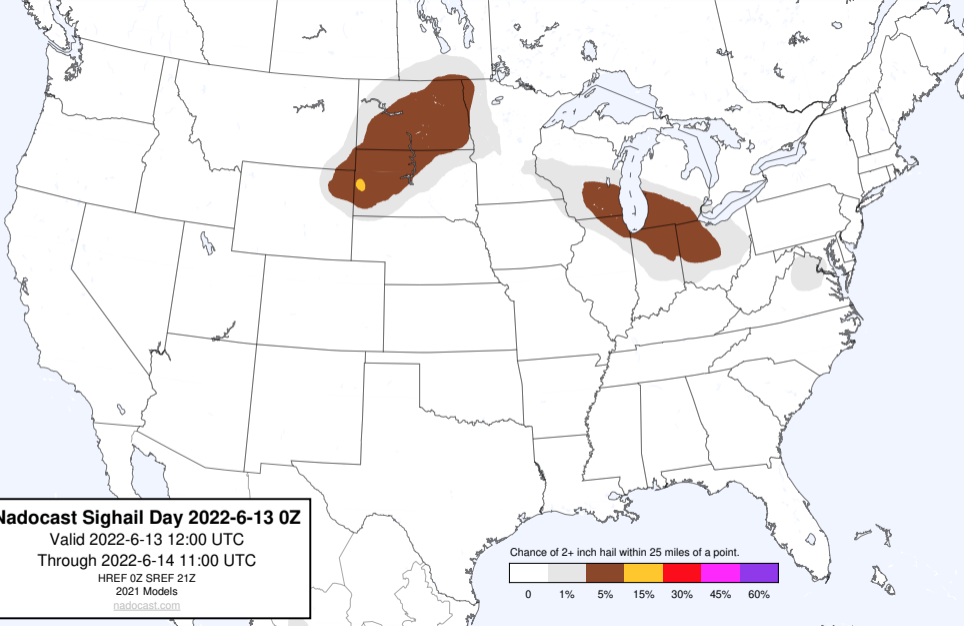 Nadocast Sighail Day 2022-6-13 0Z
Valid 2022-6-13 12:00 UTC
Through 2022-6-14 11:00 UTC
HREF 0Z SREF 21Z
2021 Models
nadocast.com
Chance of 2+ inch hail within 25 miles of a point.
0 1% 5% 15% 30% 45% 60%